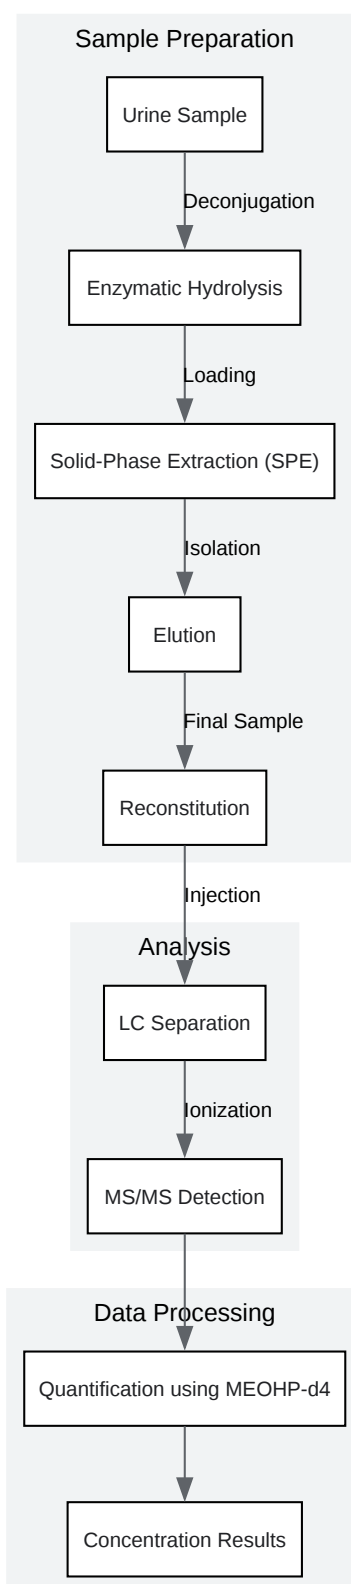 Sample Preparation
Urine Sample
Deconjugation
Enzymatic Hydrolysis
Loading
Solid-Phase Extraction (SPE)
Isolation
Elution
Final Sample
Reconstitution
Injection
Analysis
LC Separation
Ionization
MS/MS Detection
Data Processing
Quantification using MEOHP-d4
Concentration Results